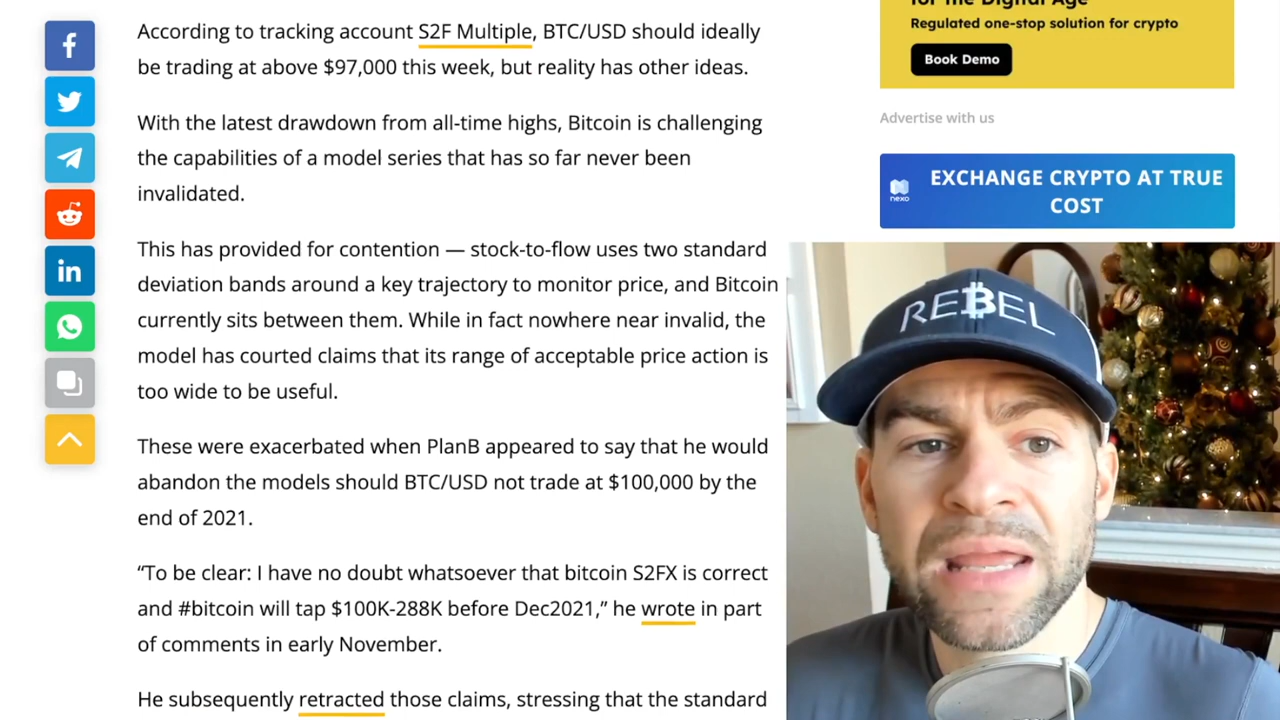 According to tracking account S2F Multiple, BTC/USD should ideally
be trading at above $97,000 this week, but reality has other ideas.
With the latest drawdown from all-time highs, Bitcoin is challenging
the capabilities of a model series that has so far never been
invalidated.
This has provided for contention — stock-to-flow uses two standard
deviation bands around a key trajectory to monitor price, and Bitcoin
currently sits between them. While in fact nowhere near invalid, the
model has courted claims that its range of acceptable price action is
too wide to be useful.
These were exacerbated when PlanB appeared to say that he would
abandon the models should BTC/USD not trade at $100,000 by the
end of 2021.
“To be clear: I have no doubt whatsoever that bitcoin S2FX is correct
and #bitcoin will tap $100K-288K before Dec2021,” he wrote in part
of comments in early November.
He subsequently retracted those claims, stressing that the standard
for the Digital Age
Regulated one-stop solution for crypto
Book Demo
Advertise with us
nexo
EXCHANGE CRYPTO AT TRUE
COST
REBEL